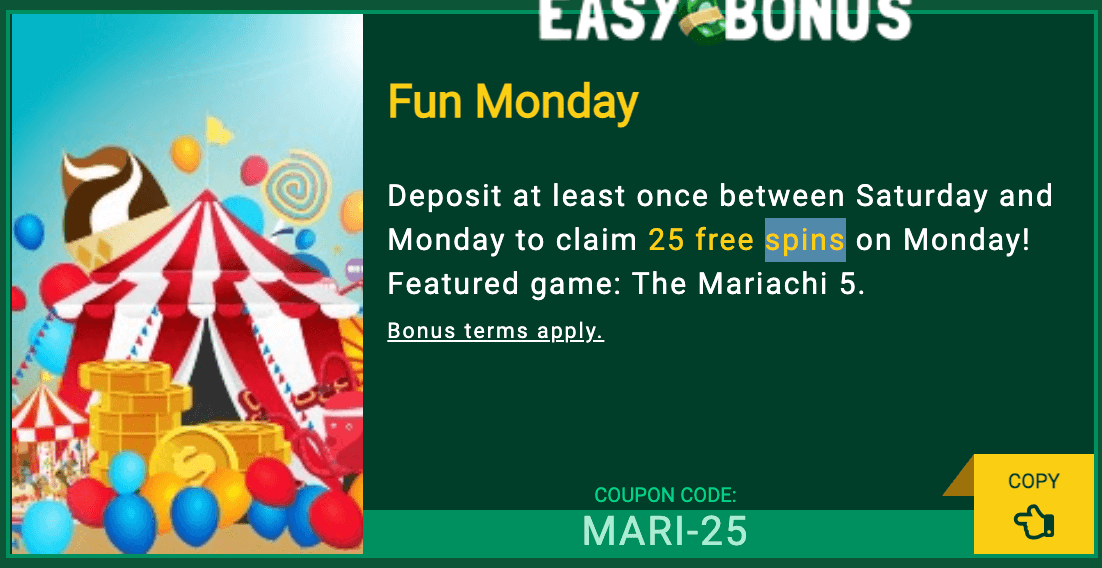 EASY BONUS
Fun Monday
Deposit at least once between Saturday and
Monday to claim 25 free spins on Monday!
Featured game: The Mariachi 5.
Bonus terms apply.
COUPON CODE:
MARI-25
COPY